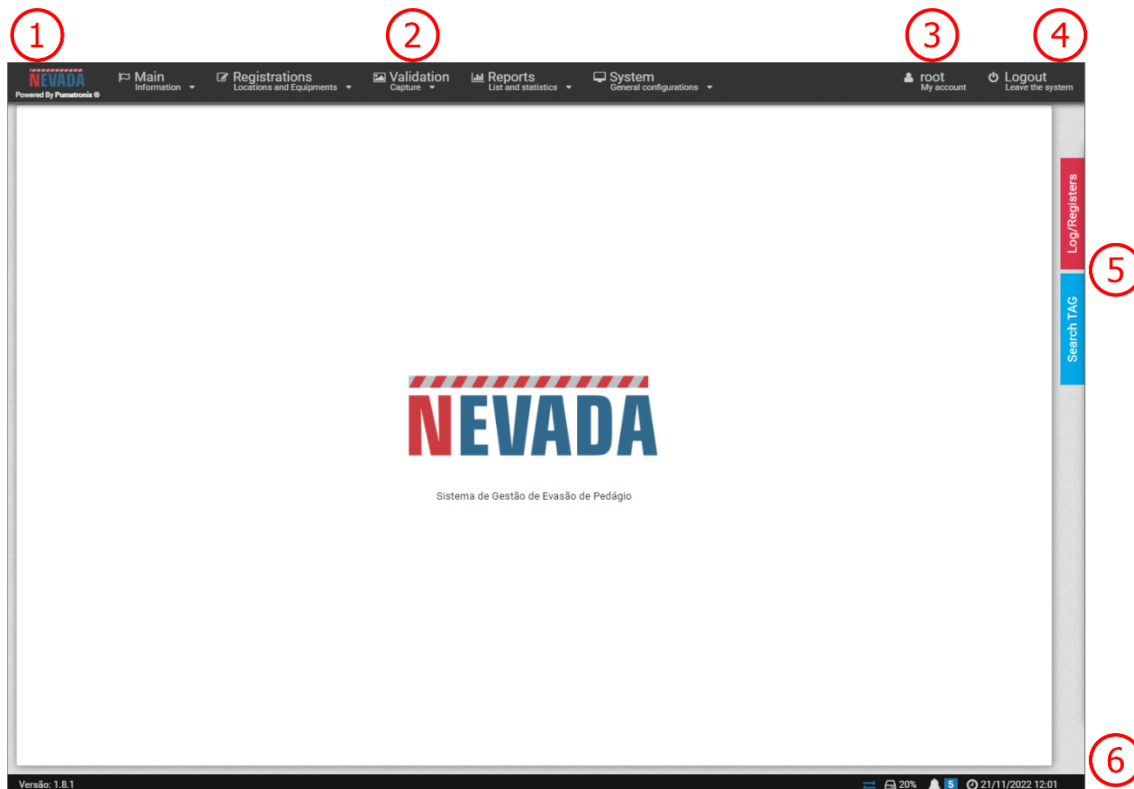 1
2
3
4
NEVADA
Powered By Pumatronix ®
Main
Information
Registrations
Locations and Equipments
Validation
Capture
Reports
List and statistics
System
General configurations
root
My account
Logout
Leave the system
Log/Registers
5
Search TAG
NEVADA
Sistema de Gestão de Evasão de Pedágio
6
Versão: 1.8.1
20%
5
21/11/2022 12:01